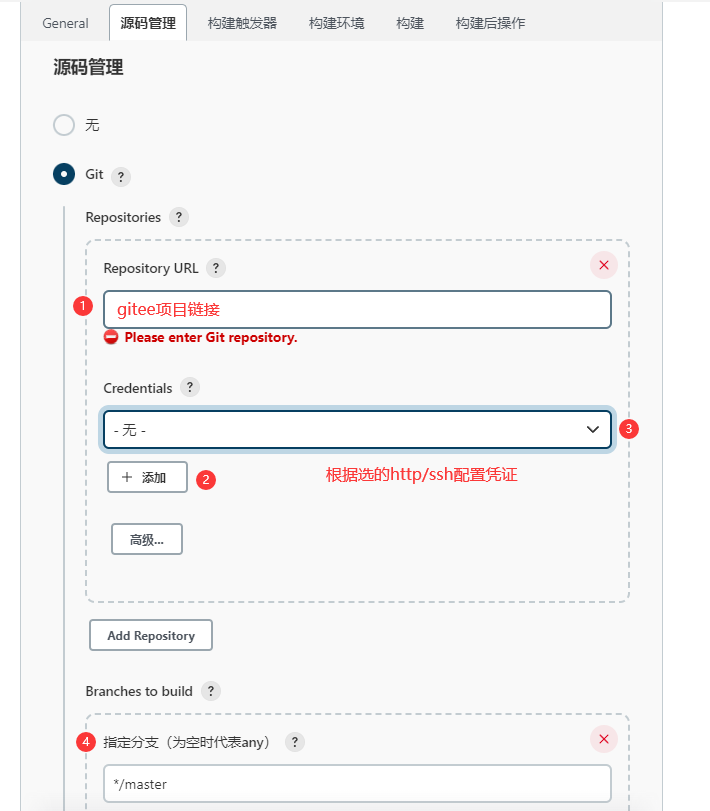 General 源码管理 构建触发器 构建环境 构建 构建后操作
源码管理
无
Git ?
Repositories ?
Repository URL ?
1 gitee项目链接
Please enter Git repository.
Credentials ?
- 无 - 3
添加 2 根据选的http/ssh配置凭证
高级...
Add Repository
Branches to build ?
4 指定分支（为空时代表any） ?
*/master